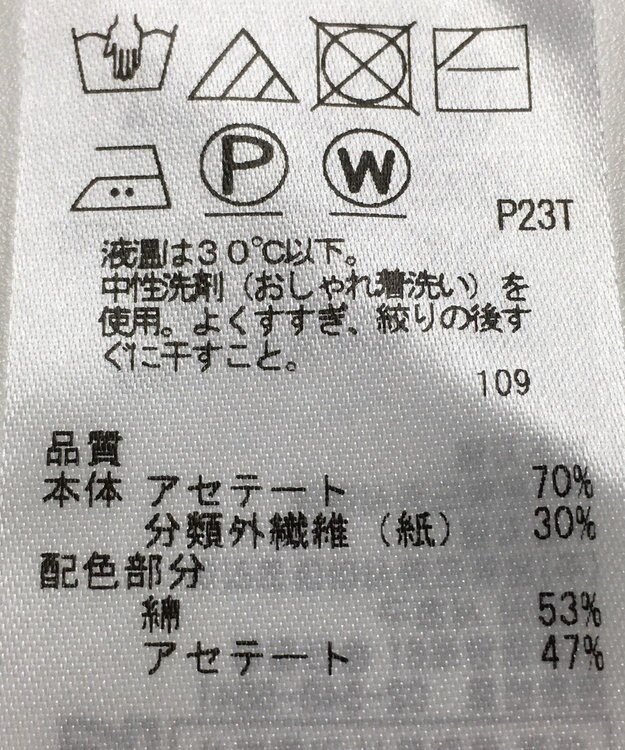 P W
P23T
液温は30℃以下。
中性洗剤（おしゃれ着洗い）を
使用。よくすすぎ、絞りの後す
ぐに干すこと。
109
品質
本体 アセテート 70%
分類外繊維（紙） 30%
配色部分
綿 53%
アセテート 47%